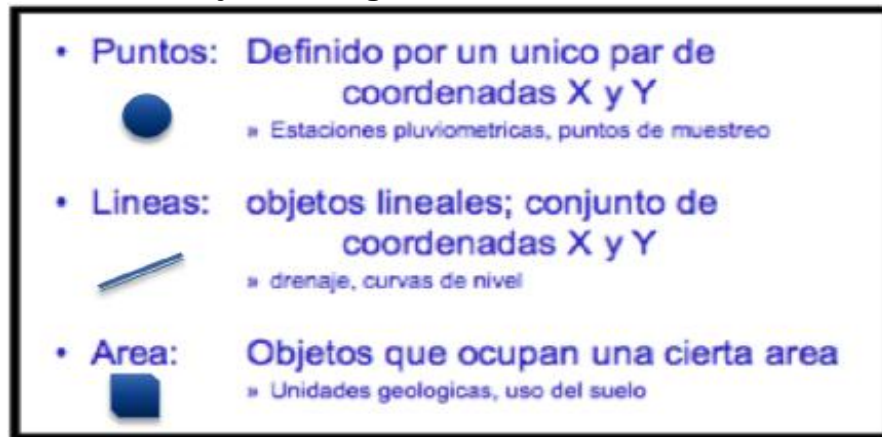 • Puntos: Definido por un unico par de
coordenadas X y Y
» Estaciones pluviometricas, puntos de muestreo
• Lineas: objetos lineales; conjunto de
coordenadas X y Y
» drenaje, curvas de nivel
• Area: Objetos que ocupan una cierta area
» Unidades geologicas, uso del suelo